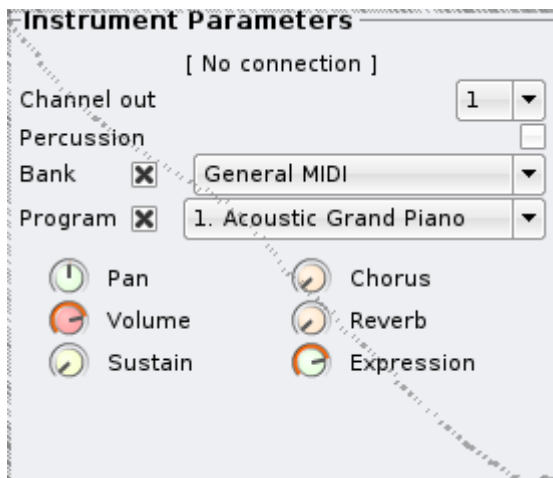 Instrument Parameters
[ No connection ]
Channel out 1
Percussion
Bank General MIDI
Program 1. Acoustic Grand Piano
Pan Chorus
Volume Reverb
Sustain Expression